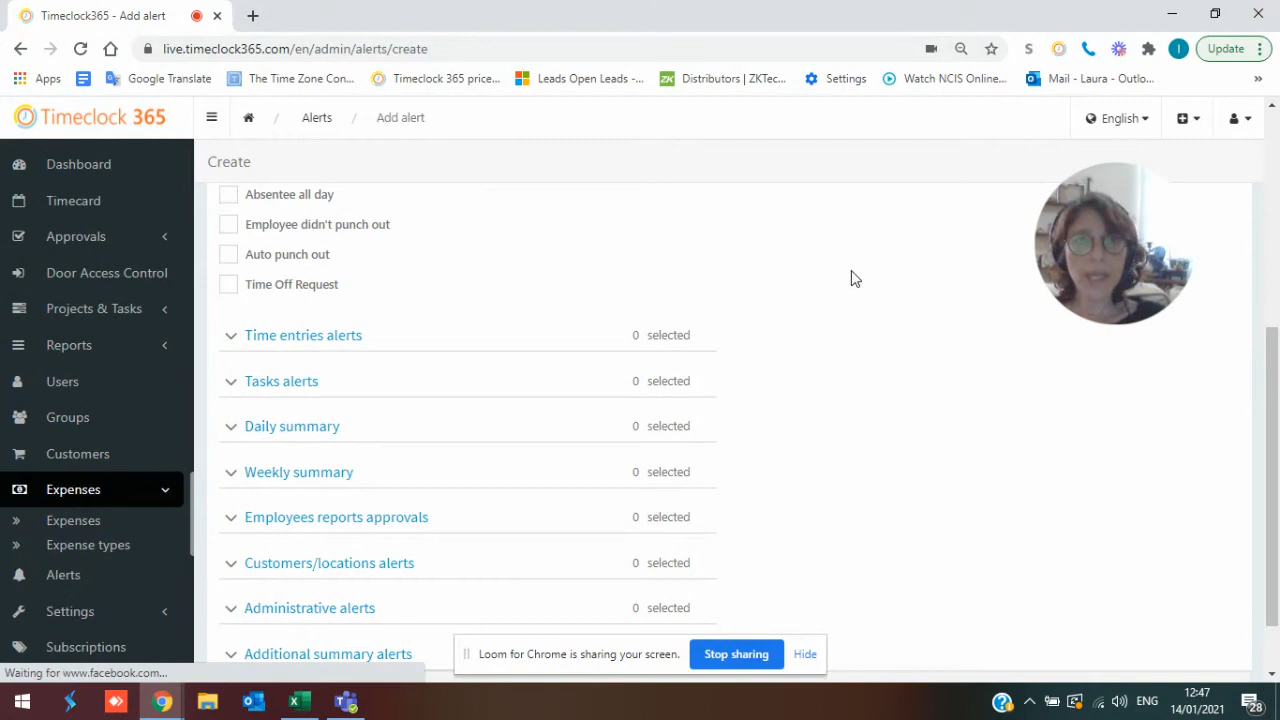 Timeclock365 - Add alert
live.timeclock365.com/en/admin/alerts/create
S
I
Update
Apps
Google Translate
The Time Zone Con...
Timeclock 365 price...
Leads Open Leads -...
ZK
Distributors | ZKTec...
Settings
Watch NCIS Online...
Mail - Laura - Outlo...
»
Timeclock 365
/ Alerts / Add alert
English
Create
Dashboard
Timecard
Approvals
Door Access Control
Projects & Tasks
Reports
Users
Groups
Customers
Expenses
» Expenses
» Expense types
Alerts
Settings
Subscriptions
Absentee all day
Employee didn't punch out
Auto punch out
Time Off Request
Time entries alerts 0 selected
Tasks alerts 0 selected
Daily summary 0 selected
Weekly summary 0 selected
Employees reports approvals 0 selected
Customers/locations alerts 0 selected
Administrative alerts 0 selected
Additional summary alerts
Loom for Chrome is sharing your screen.
Stop sharing
Hide
Waiting for www.facebook.com...
ENG
12:47
14/01/2021
28